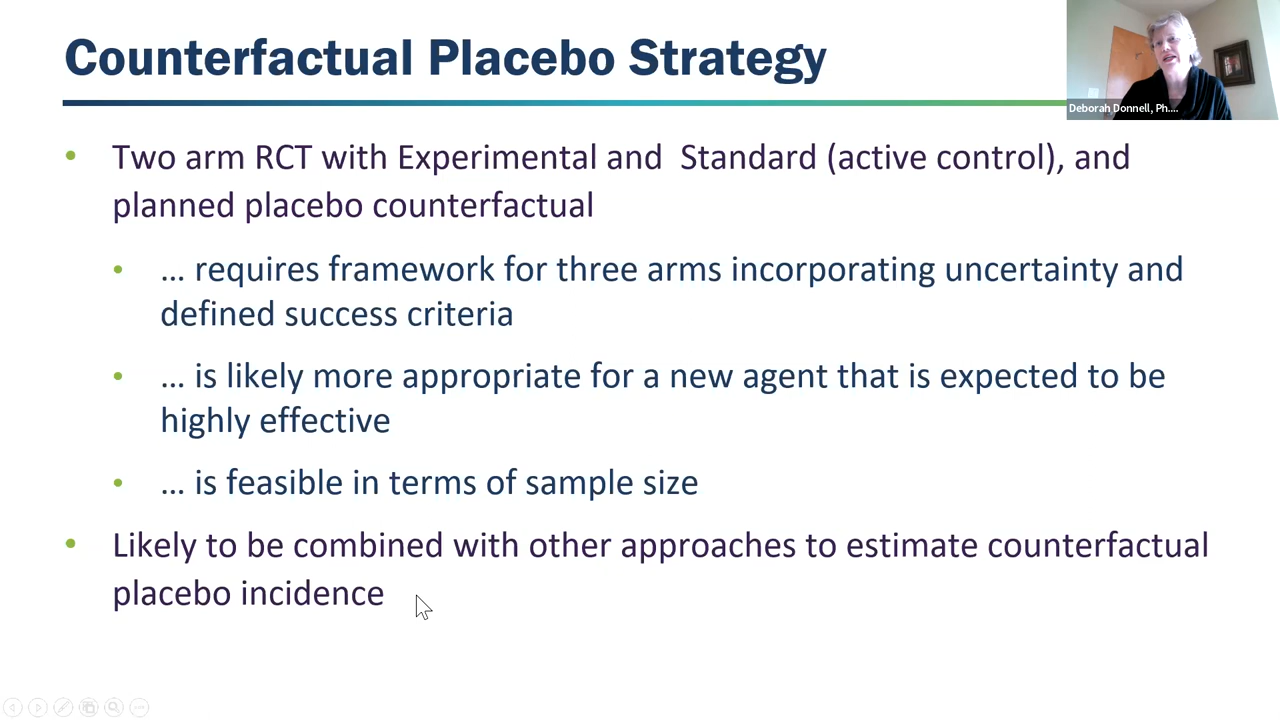 Counterfactual Placebo Strategy
Deborah Donnell, Ph....
• Two arm RCT with Experimental and  Standard (active control), and
planned placebo counterfactual
• … requires framework for three arms incorporating uncertainty and
defined success criteria
• … is likely more appropriate for a new agent that is expected to be
highly effective
• … is feasible in terms of sample size
• Likely to be combined with other approaches to estimate counterfactual
placebo incidence